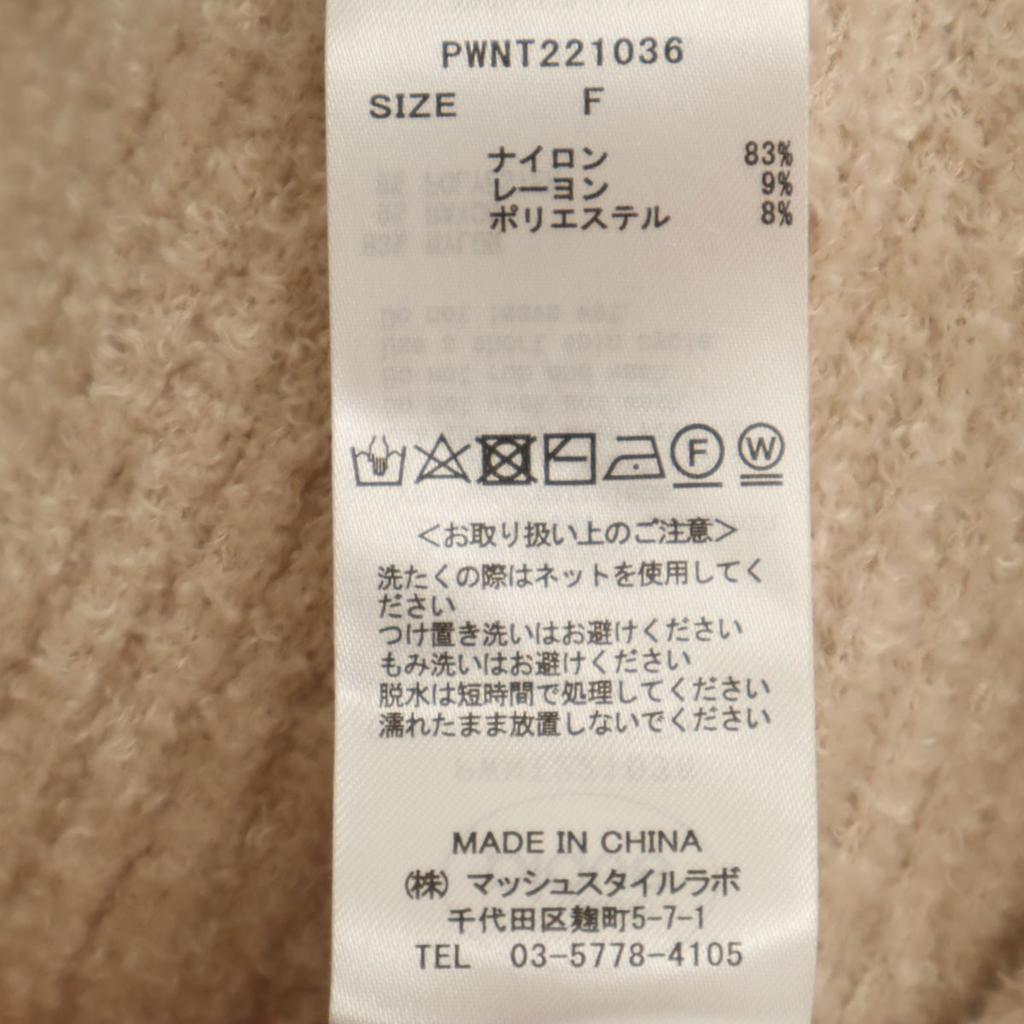 PWNT221036
SIZE F
ナイロン 83%
レーヨン 9%
ポリエステル 8%
F W
<お取り扱い上のご注意>
洗たくの際はネットを使用してく
ださい
つけ置き洗いはお避けください
もみ洗いはお避けください
脱水は短時間で処理してください
濡れたまま放置しないでください
MADE IN CHINA
(株) マッシュスタイルラボ
千代田区麹町5-7-1
TEL 03-5778-4105